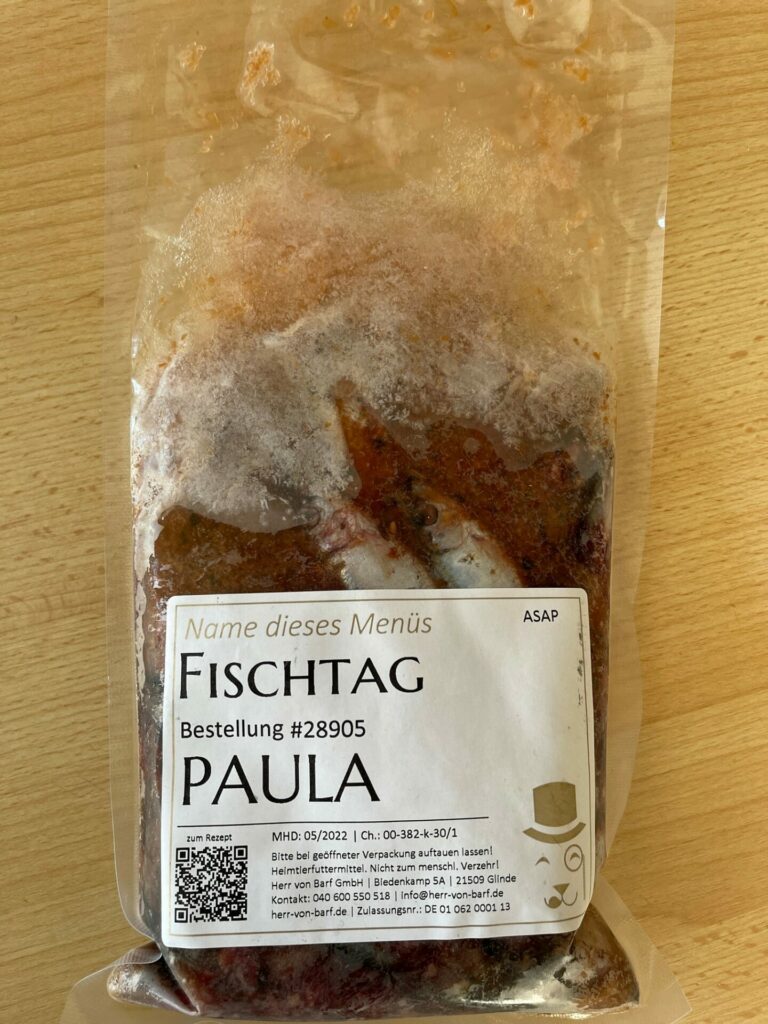 Name dieses Menüs
ASAP
FISCHTAG
Bestellung #28905
PAULA
zum Rezept
MHD: 05/2022 | Ch.: 00-382-k-30/1
Bitte bei geöffneter Verpackung auftauen lassen!
Heimtierfuttermittel. Nicht zum menschl. Verzehr!
Herr von Barf GmbH | Biedenkamp 5A | 21509 Glinde
Kontakt: 040 600 550 518 | info@herr-von-barf.de
herr-von-barf.de | Zulassungsnr.: DE 01 062 0001 13